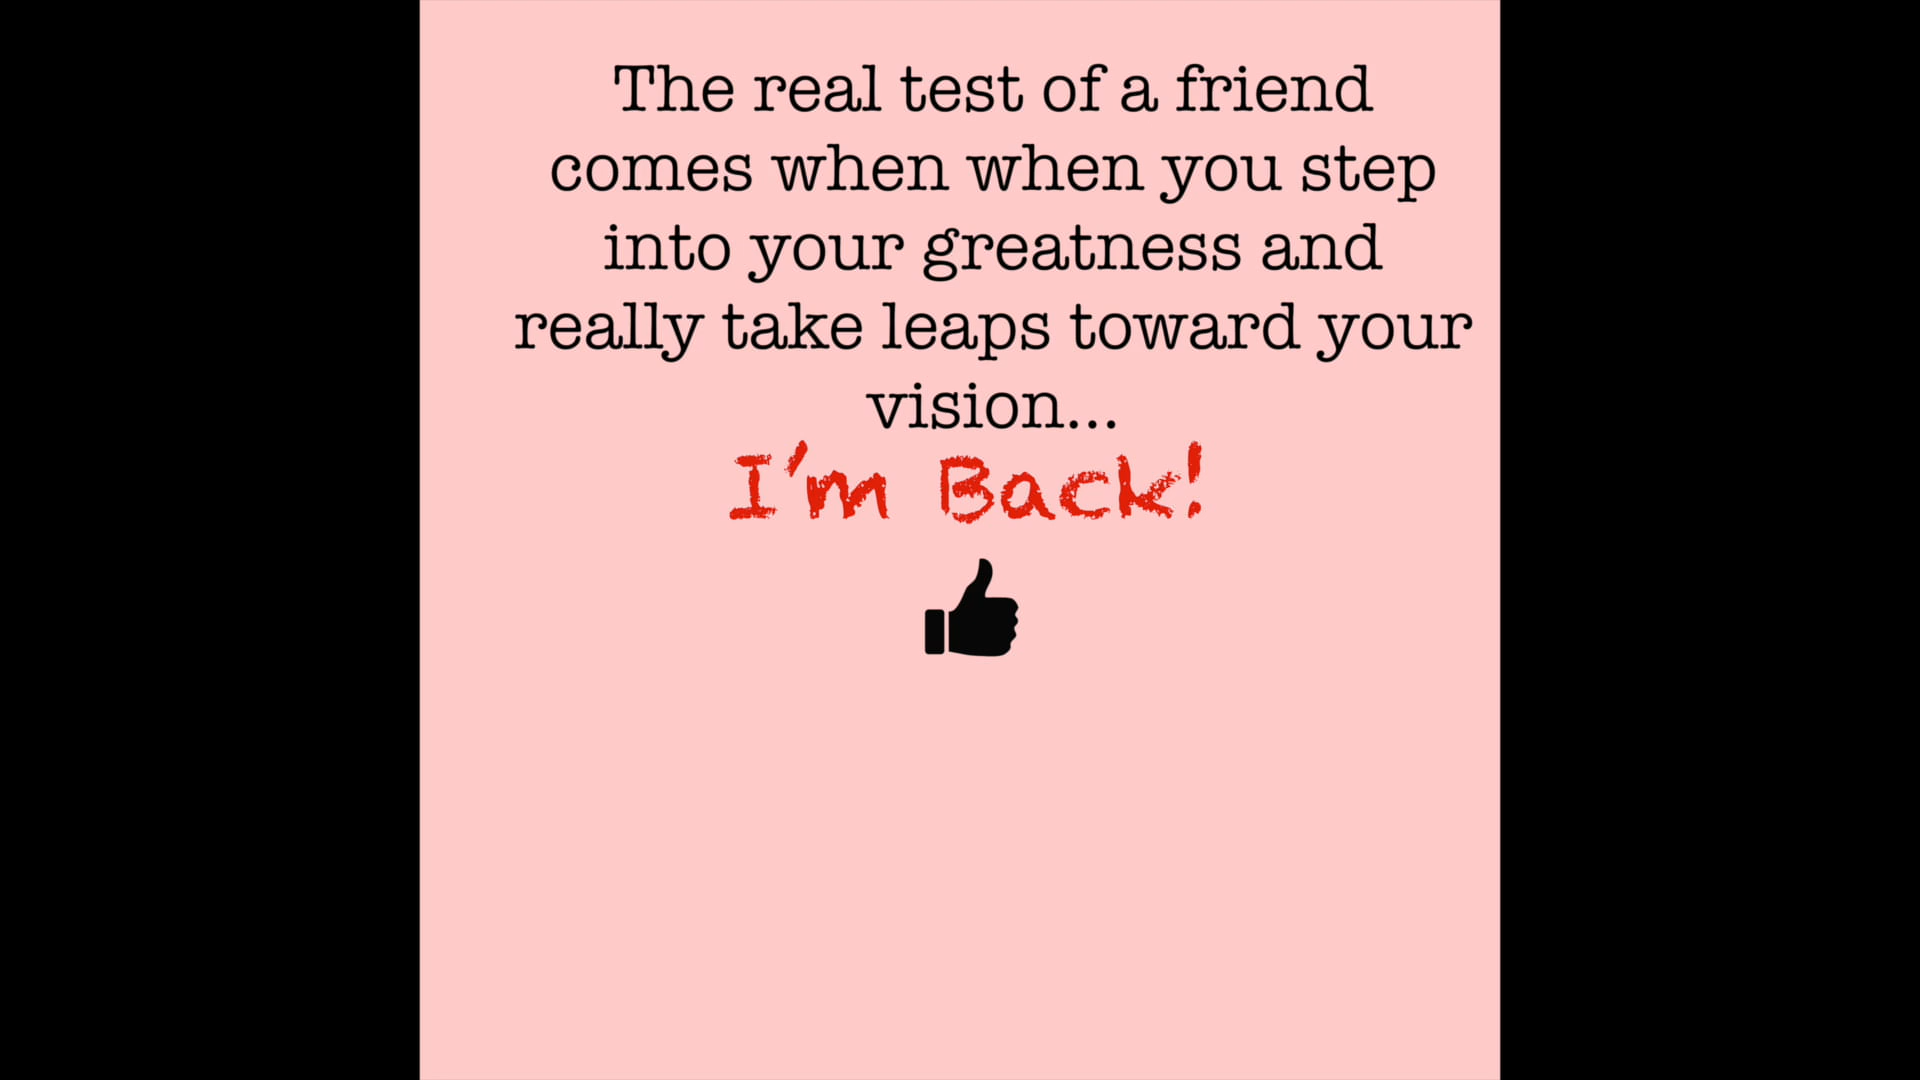 The real test of a friend
comes when when you step
into your greatness and
really take leaps toward your
vision...
I'm Back!